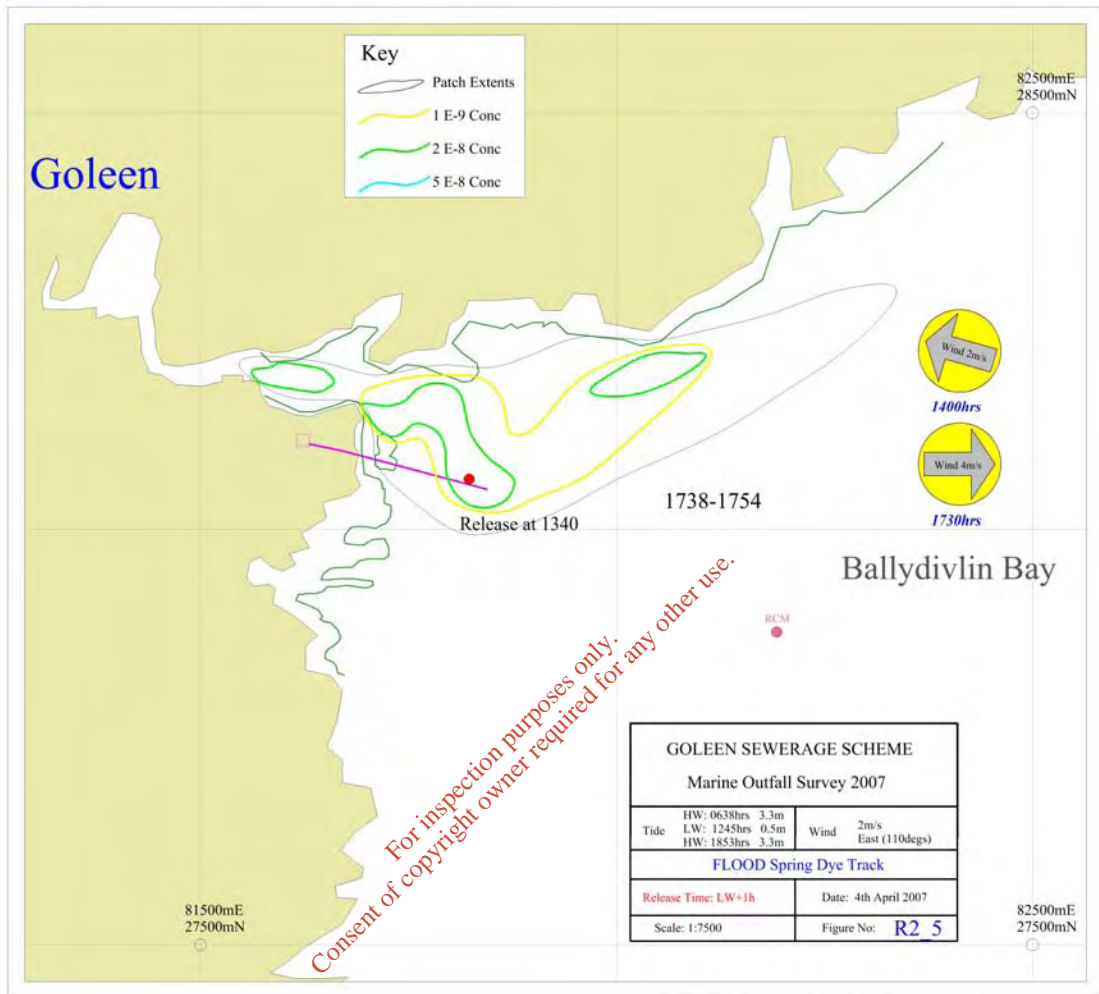 Key
Patch Extents
1 E-9 Conc
2 E-8 Conc
5 E-8 Conc
82500mE
28500mN
Goleen
Wind 2m/s
1400hrs
Wind 4m/s
1730hrs
1738-1754
Release at 1340
Ballydivlin Bay
RCM
For inspection purposes only.
Consent of copyright owner required for any other use.
GOLEEN SEWERAGE SCHEME
Marine Outfall Survey 2007
Tide
HW: 0638hrs 3.3m
LW: 1245hrs 0.5m
HW: 1853hrs 3.3m
Wind
2m/s
East (110degs)
FLOOD Spring Dye Track
Release Time: LW+1h
Date: 4th April 2007
Scale: 1:7500
Figure No: R2_5
81500mE
27500mN
82500mE
27500mN